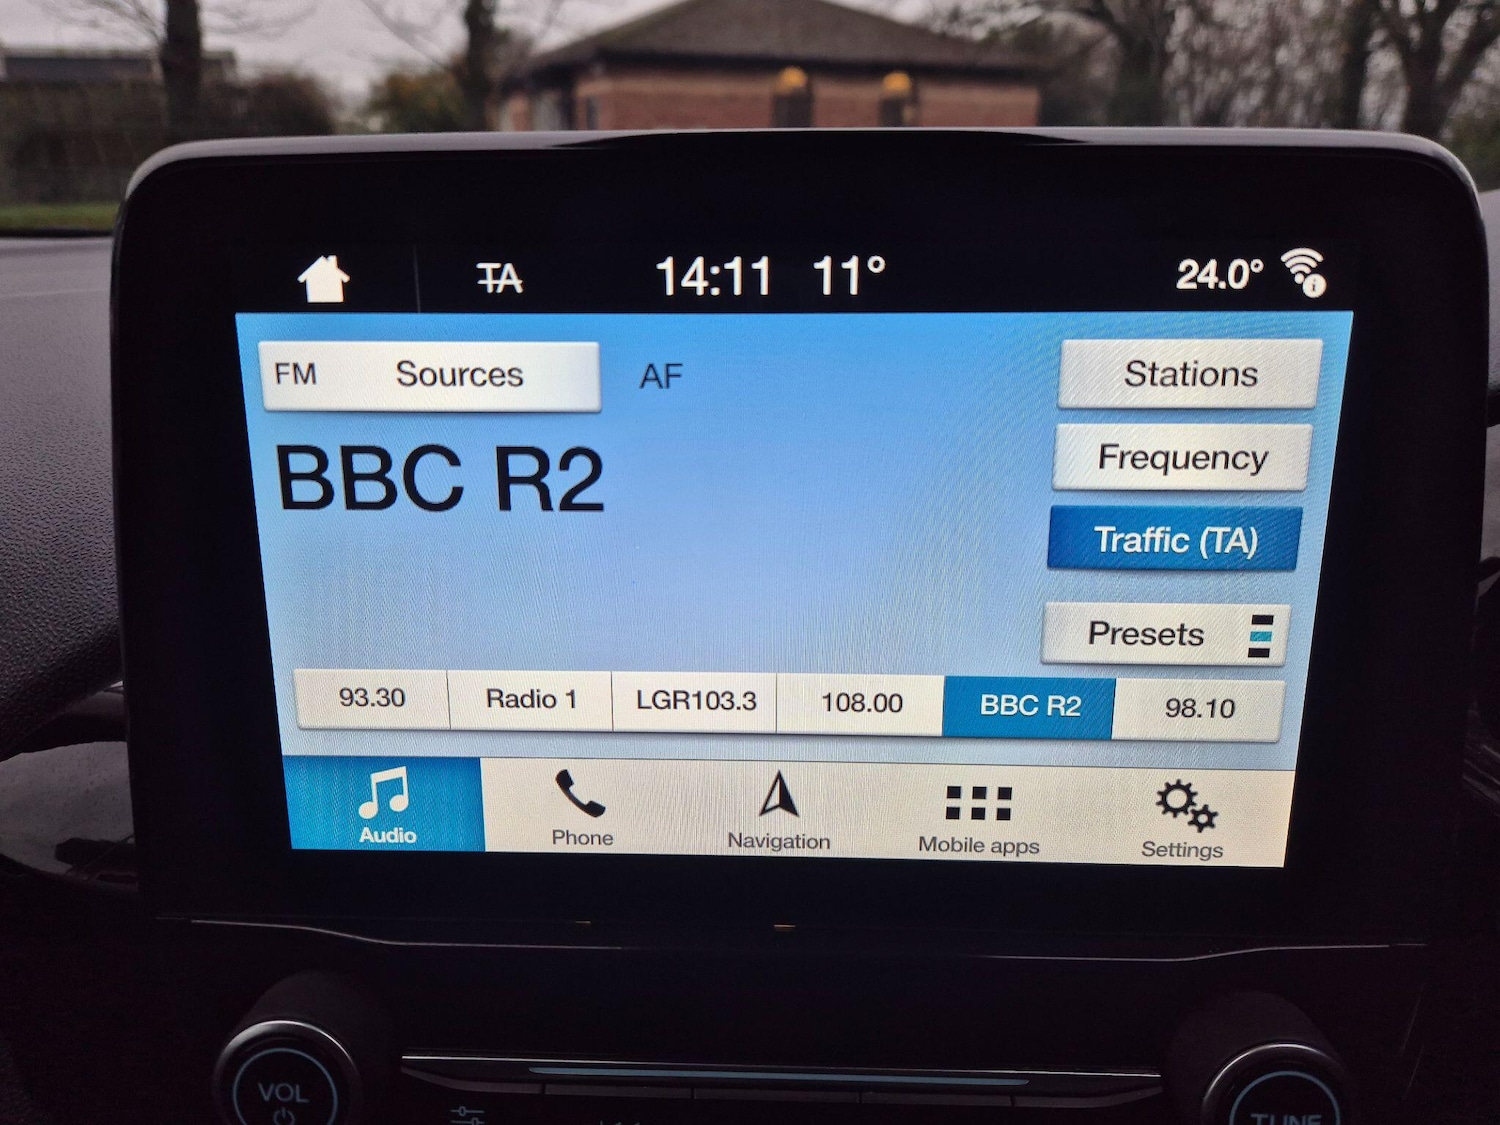 TA 14:11 11° 24.0°
FM Sources AF Stations
BBC R2
Frequency
Traffic (TA)
Presets
93.30 Radio 1 LGR103.3 108.00 BBC R2 98.10
Audio Phone Navigation Mobile apps Settings
VOL TUNE